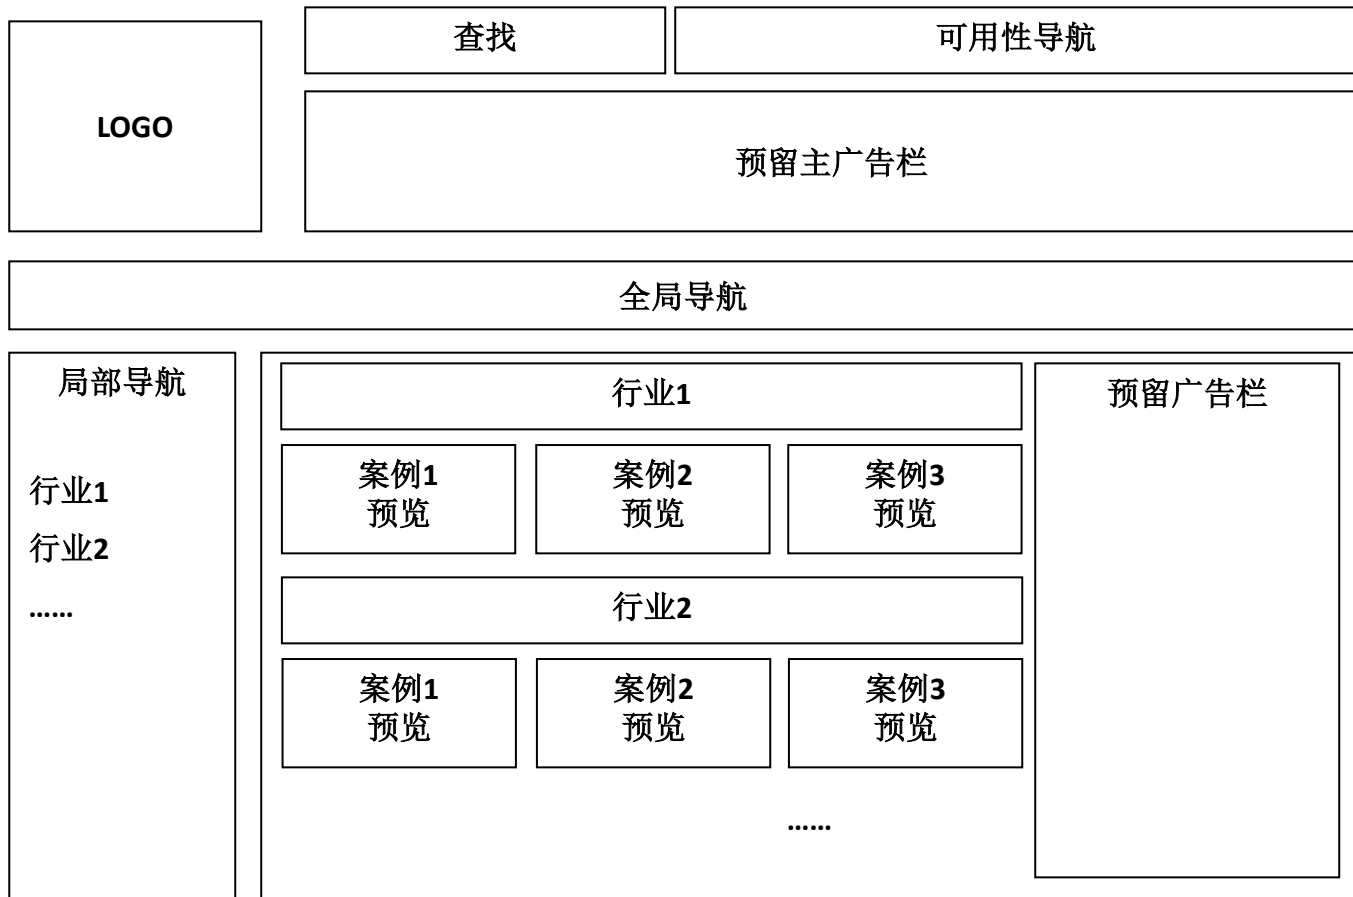 LOGO
查找
可用性导航
预留主广告栏
全局导航
局部导航
行业1
行业2
……
行业1
案例1
预览
案例2
预览
案例3
预览
行业2
案例1
预览
案例2
预览
案例3
预览
……
预留广告栏